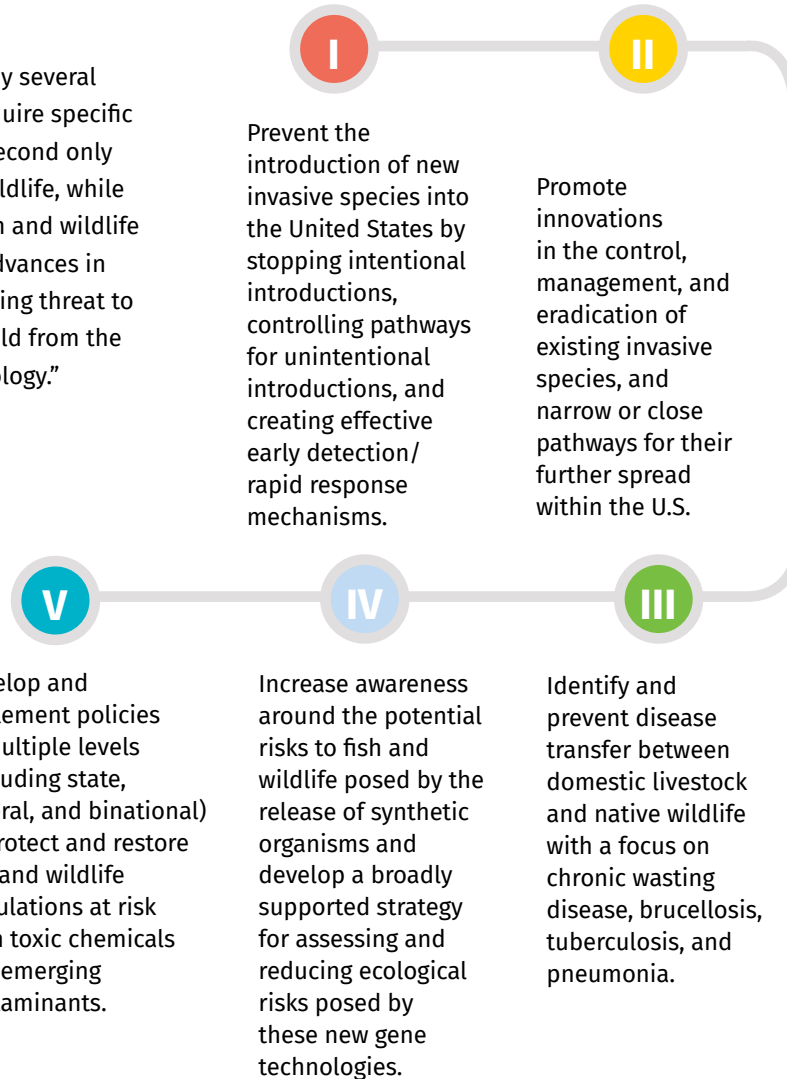 y several
uire specific
econd only
ldlife, while
n and wildlife
dvances in
ing threat to
ld from the
ology.”
I
Prevent the
introduction of new
invasive species into
the United States by
stopping intentional
introductions,
controlling pathways
for unintentional
introductions, and
creating effective
early detection/
rapid response
mechanisms.
II
Promote
innovations
in the control,
management, and
eradication of
existing invasive
species, and
narrow or close
pathways for their
further spread
within the U.S.
III
Identify and
prevent disease
transfer between
domestic livestock
and native wildlife
with a focus on
chronic wasting
disease, brucellosis,
tuberculosis, and
pneumonia.
IV
Increase awareness
around the potential
risks to fish and
wildlife posed by the
release of synthetic
organisms and
develop a broadly
supported strategy
for assessing and
reducing ecological
risks posed by
these new gene
technologies.
V
elop and
lement policies
ultiple levels
uding state,
ral, and binational)
rotect and restore
and wildlife
ulations at risk
n toxic chemicals
emerging
aminants.